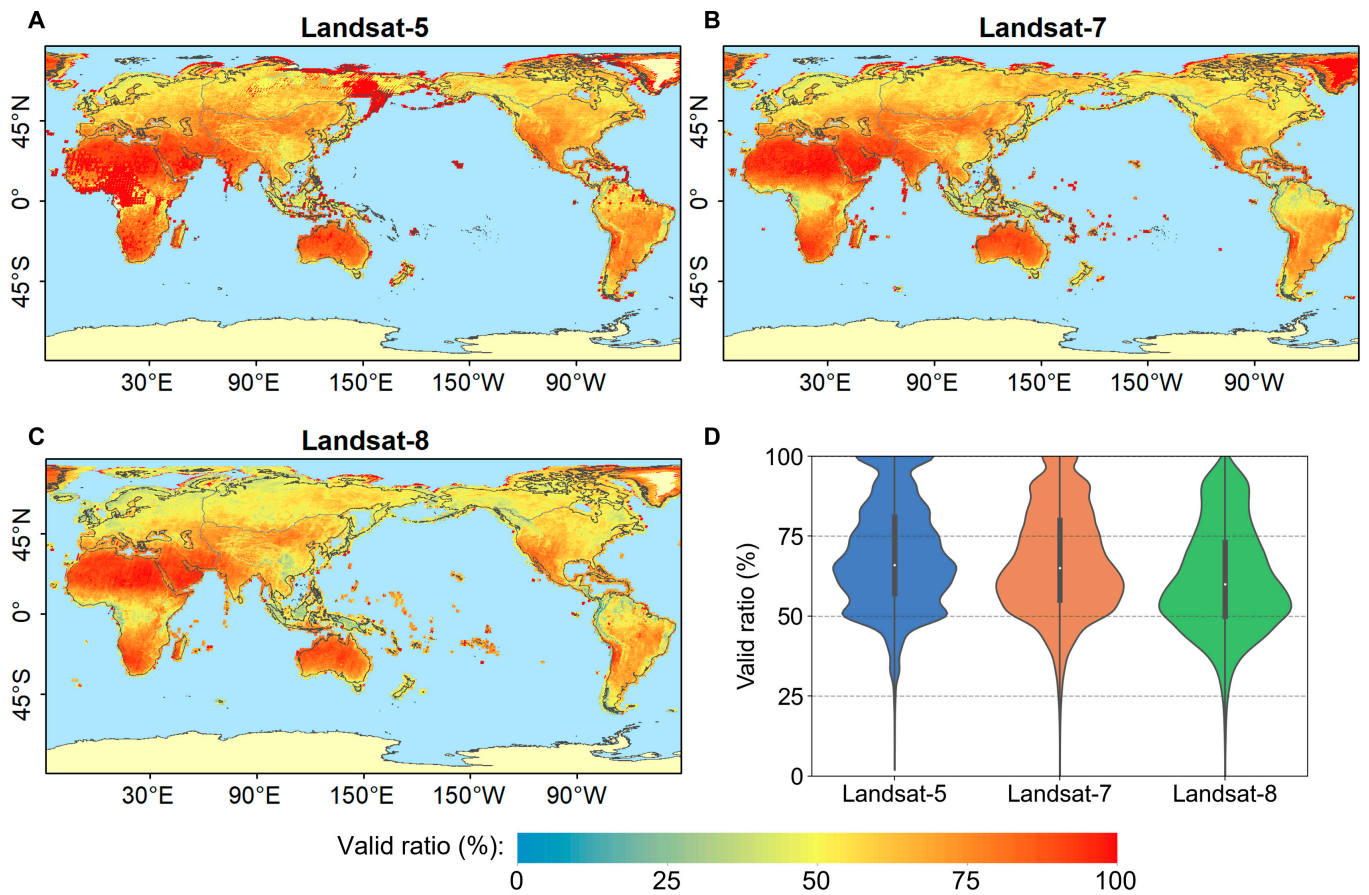 A
Landsat-5
45°N
0°
45°S
30°E 90°E 150°E 150°W 90°W
B
Landsat-7
45°N
0°
45°S
30°E 90°E 150°E 150°W 90°W
C
Landsat-8
45°N
0°
45°S
30°E 90°E 150°E 150°W 90°W
D
Valid ratio (%)
100
75
50
25
0
Landsat-5 Landsat-7 Landsat-8
Valid ratio (%):
0 25 50 75 100